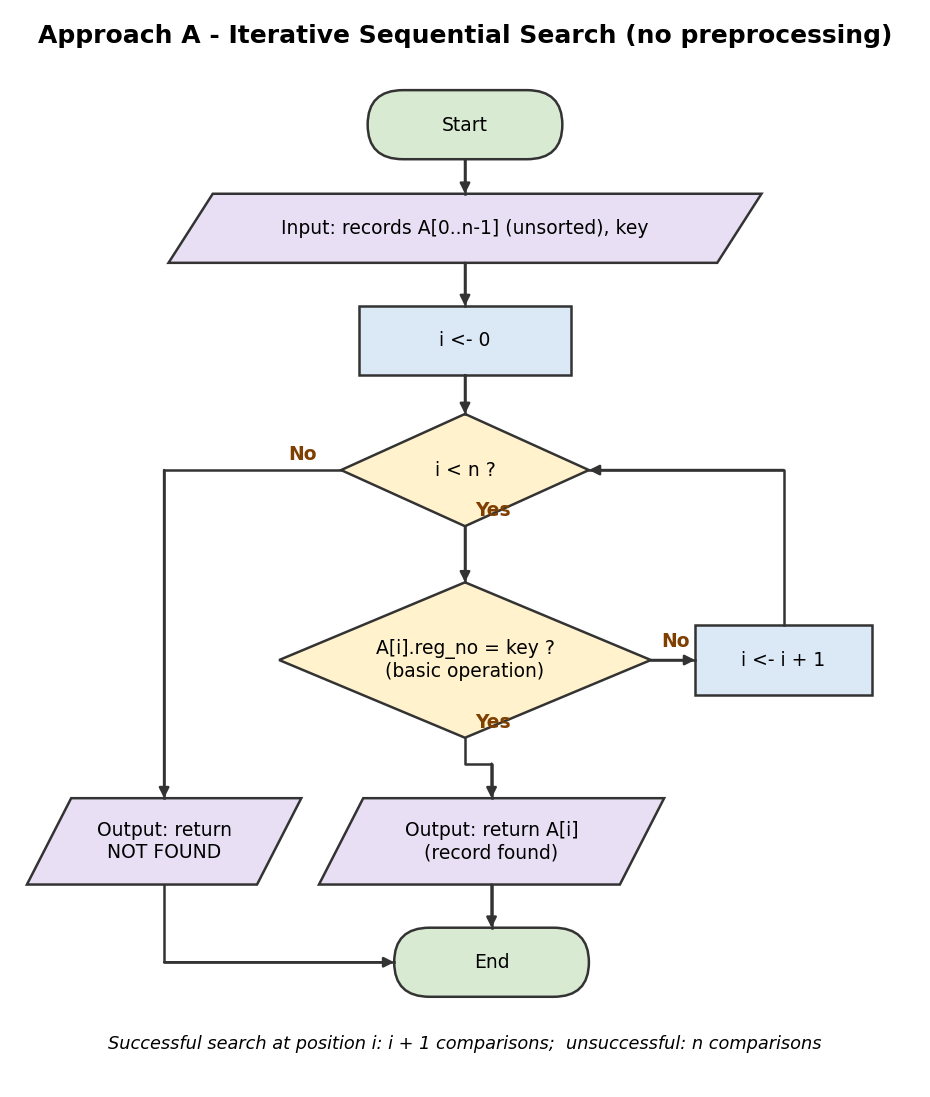 Approach A - Iterative Sequential Search (no preprocessing)
Start
Input: records A[0..n-1] (unsorted), key
i <- 0
i < n ?
No
Yes
A[i].reg_no = key ?
(basic operation)
No
i <- i + 1
Yes
Output: return
NOT FOUND
Output: return A[i]
(record found)
End
Successful search at position i: i + 1 comparisons;  unsuccessful: n comparisons